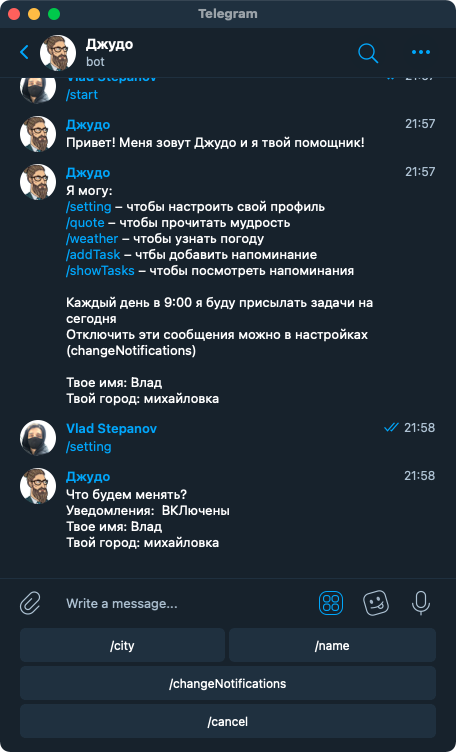 Telegram
Джудо
bot
Vlad Stepanov 21:57
/start
Джудо 21:57
Привет! Меня зовут Джудо и я твой помощник!
Джудо 21:57
Я могу:
/setting – чтобы настроить свой профиль
/quote – чтобы прочитать мудрость
/weather – чтобы узнать погоду
/addTask – чтбы добавить напоминание
/showTasks – чтобы посмотреть напоминания
Каждый день в 9:00 я буду присылать задачи на
сегодня
Отключить эти сообщения можно в настройках
(changeNotifications)
Твое имя: Влад
Твой город: михайловка
Vlad Stepanov 21:58
/setting
Джудо 21:58
Что будем менять?
Уведомления:  ВКЛючены
Твое имя: Влад
Твой город: михайловка
Write a message...
/city /name
/changeNotifications
/cancel